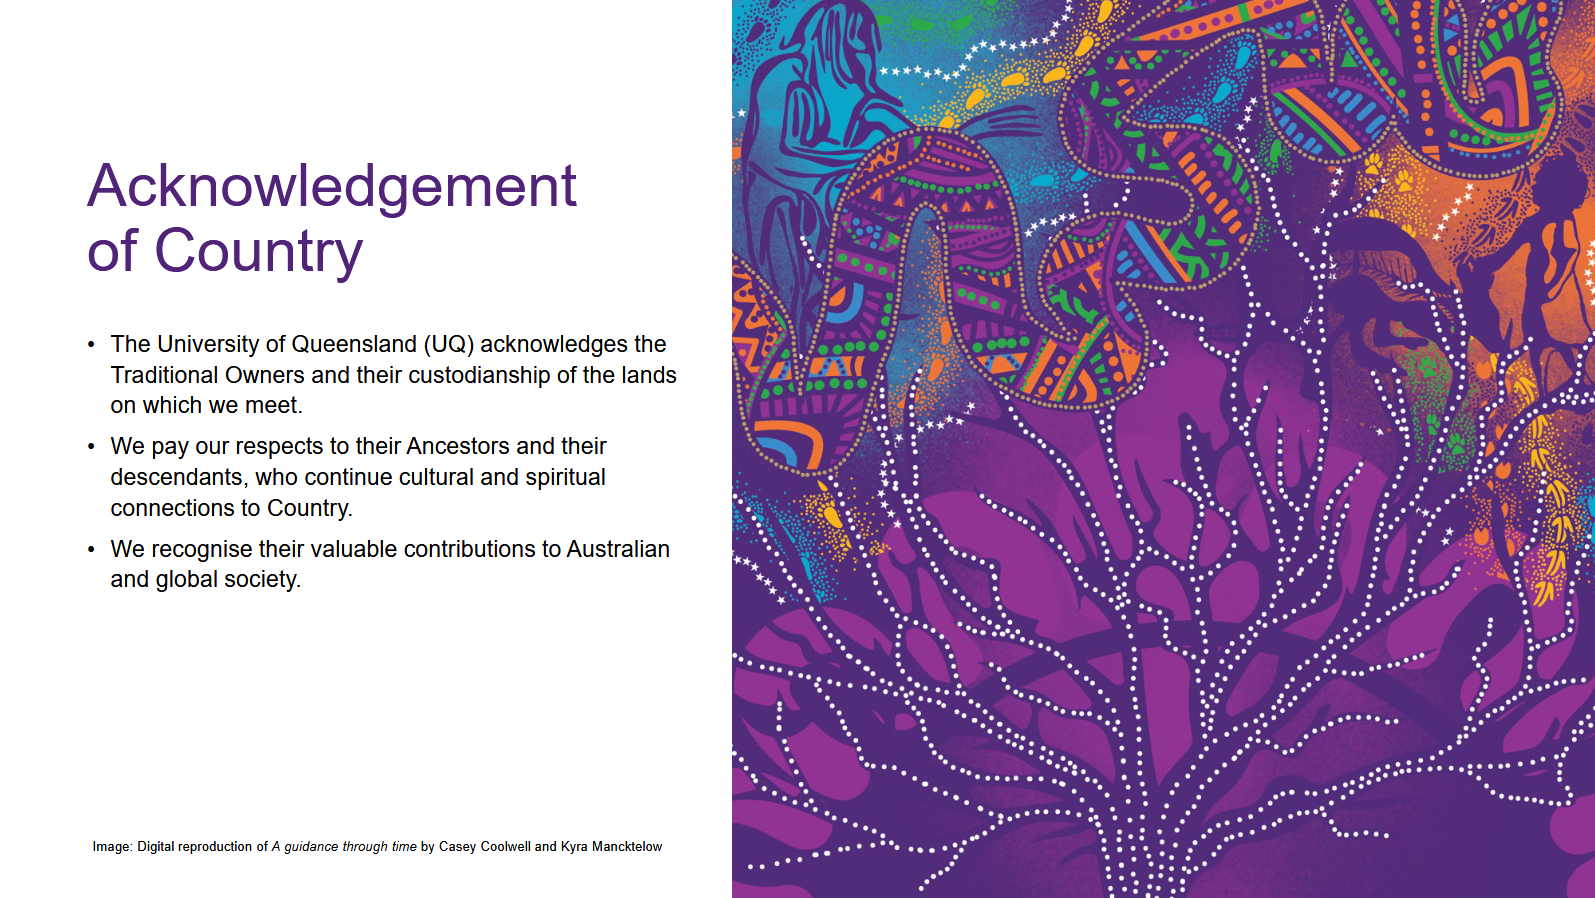 Acknowledgement
of Country
• The University of Queensland (UQ) acknowledges the
Traditional Owners and their custodianship of the lands
on which we meet.
• We pay our respects to their Ancestors and their
descendants, who continue cultural and spiritual
connections to Country.
• We recognise their valuable contributions to Australian
and global society.
Image: Digital reproduction of A guidance through time by Casey Coolwell and Kyra Mancktelow